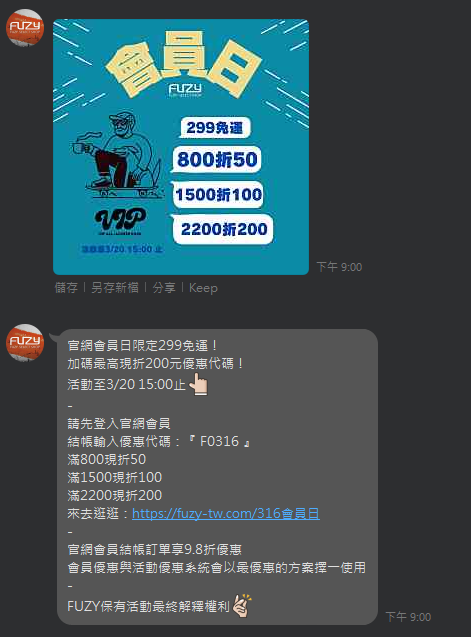 FUZY
會員日
FUZY
299免運
800折50
1500折100
2200折200
VIP
活動至3/20 15:00 止
下午 9:00
儲存｜另存新檔｜分享｜Keep
FUZY
官網會員日限定299免運！
加碼最高現折200元優惠代碼！
活動至3/20 15:00止
-
請先登入官網會員
結帳輸入優惠代碼：『 F0316 』
滿800現折50
滿1500現折100
滿2200現折200
來去逛逛：https://fuzy-tw.com/316會員日
-
官網會員結帳訂單享9.8折優惠
會員優惠與活動優惠系統會以最優惠的方案擇一使用
-
FUZY保有活動最終解釋權利
下午 9:00